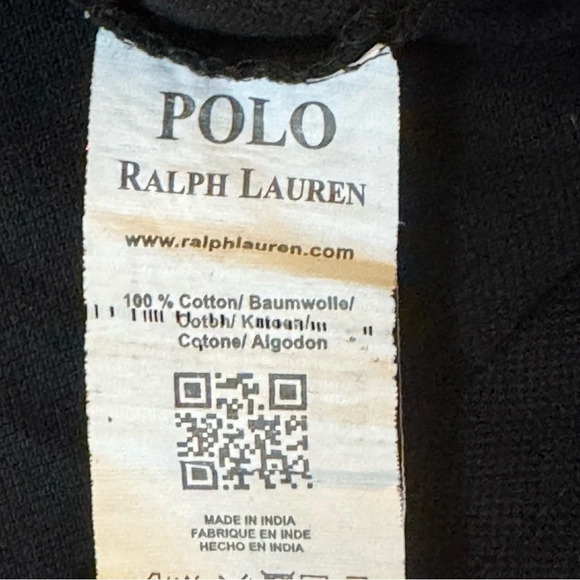 POLO
RALPH LAUREN
www.ralphlauren.com
100 % Cotton/ Baumwolle/
Cotone/ Algodon
MADE IN INDIA
FABRIQUE EN INDE
HECHO EN INDIA